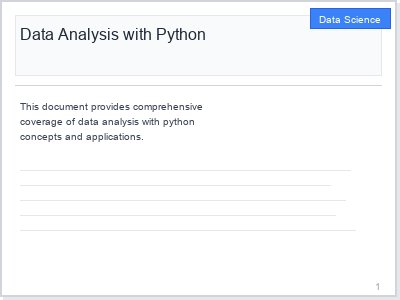 Data Science
Data Analysis with Python
This document provides comprehensive
coverage of data analysis with python
concepts and applications.
1